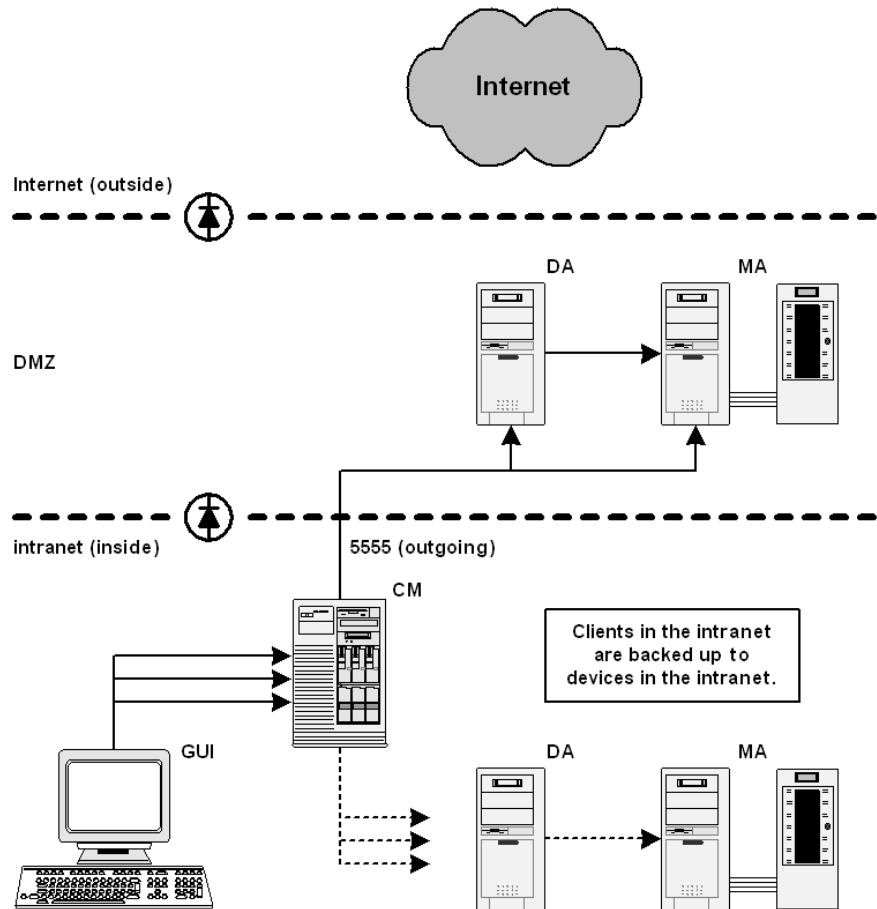 Internet
Internet (outside)
DA
MA
DMZ
intranet (inside)
5555 (outgoing)
CM
Clients in the intranet
are backed up to
devices in the intranet.
GUI
DA
MA